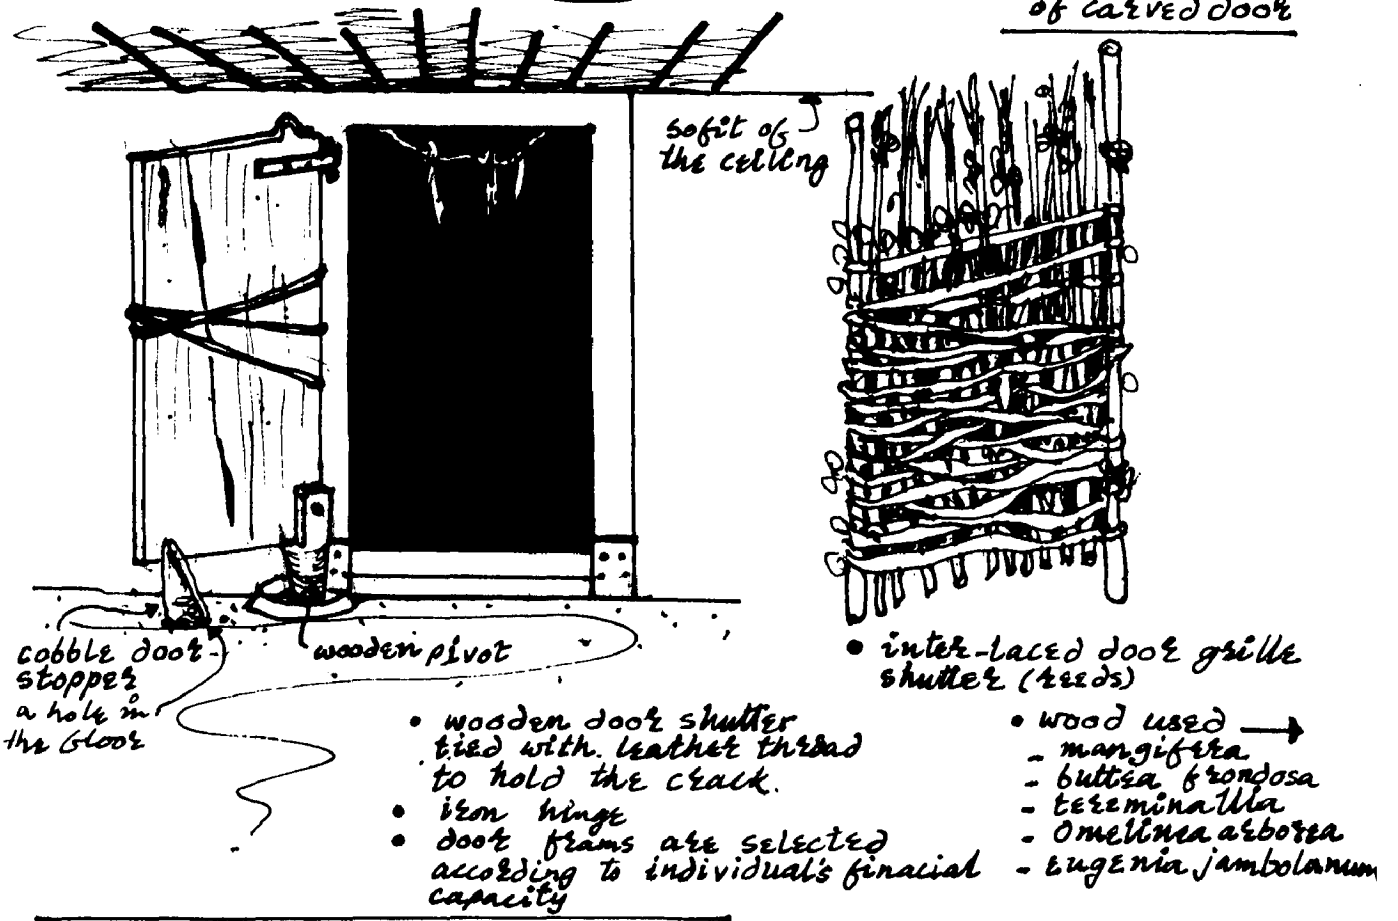 of carved door
sofit of
the ceiling
cobble door-
stopper
a hole in
the floor
wooden pivot
• inter-laced door grille
shutter (reeds)
• wooden door shutter
tied with leather thread
to hold the crack.
• iron hinge
• door frams are selected
according to individual's finacial
capacity
• wood used →
- mangifera
- buttea frondosa
- tereminallia
- Omelinea arborea
- eugenia jambolanum